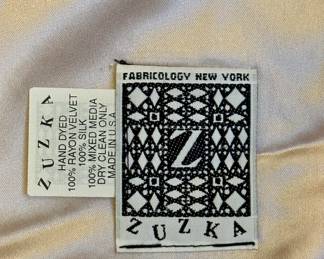 ZUZKA
HAND DYED
100% RAYON VELVET
100% SILK
100% MIXED MEDIA
DRY CLEAN ONLY
MADE IN U.S.A
FABRICOLOGY NEW YORK
Z
ZUZKA